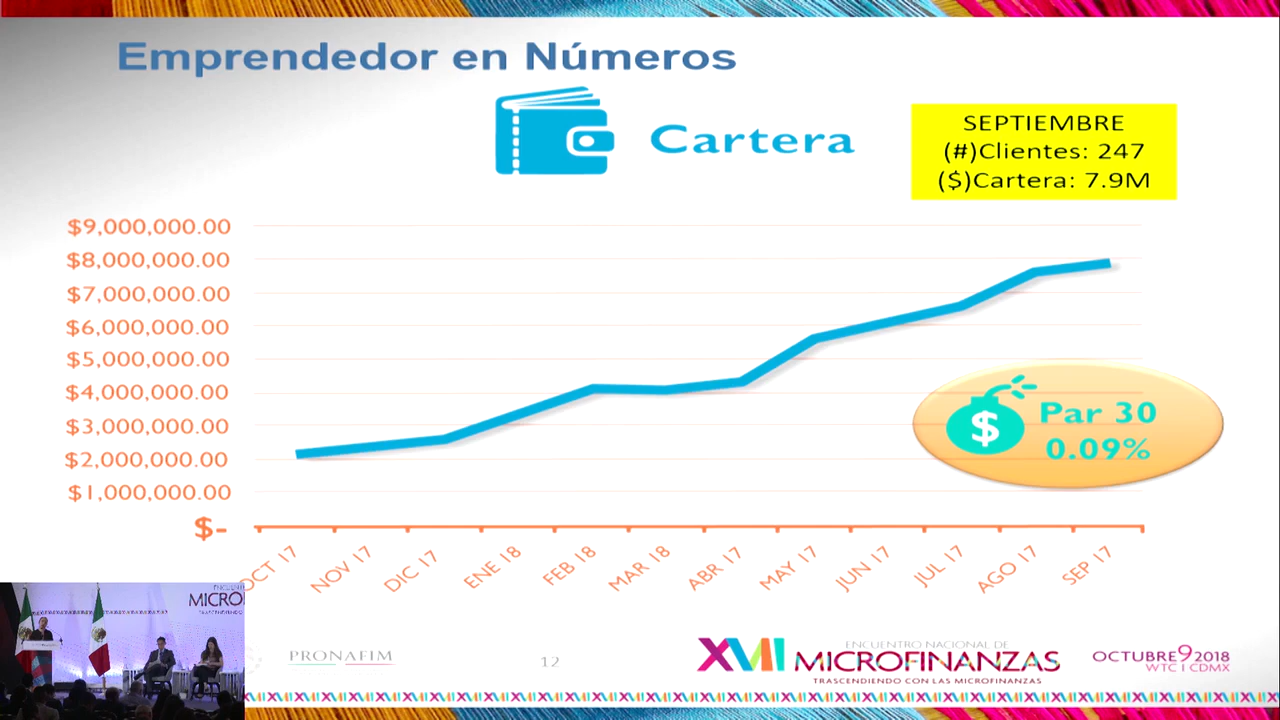 Emprendedor en Números
Cartera
SEPTIEMBRE
(#)Clientes: 247
($)Cartera: 7.9M
$9,000,000.00
$8,000,000.00
$7,000,000.00
$6,000,000.00
$5,000,000.00
$4,000,000.00
$3,000,000.00
$2,000,000.00
$1,000,000.00
$-
$
Par 30
0.09%
OCT 17
NOV 17
DIC 17
ENE 18
FEB 18
MAR 18
ABR 17
MAY 17
JUN 17
JUL 17
AGO 17
SEP 17
MICRO
TRASCENDIENDO
PRONAFIM
12
XVII
ENCUENTRO NACIONAL DE
MICROFINANZAS
TRASCENDIENDO CON LAS MICROFINANZAS
OCTUBRE 9 2018
WTC | CDMX